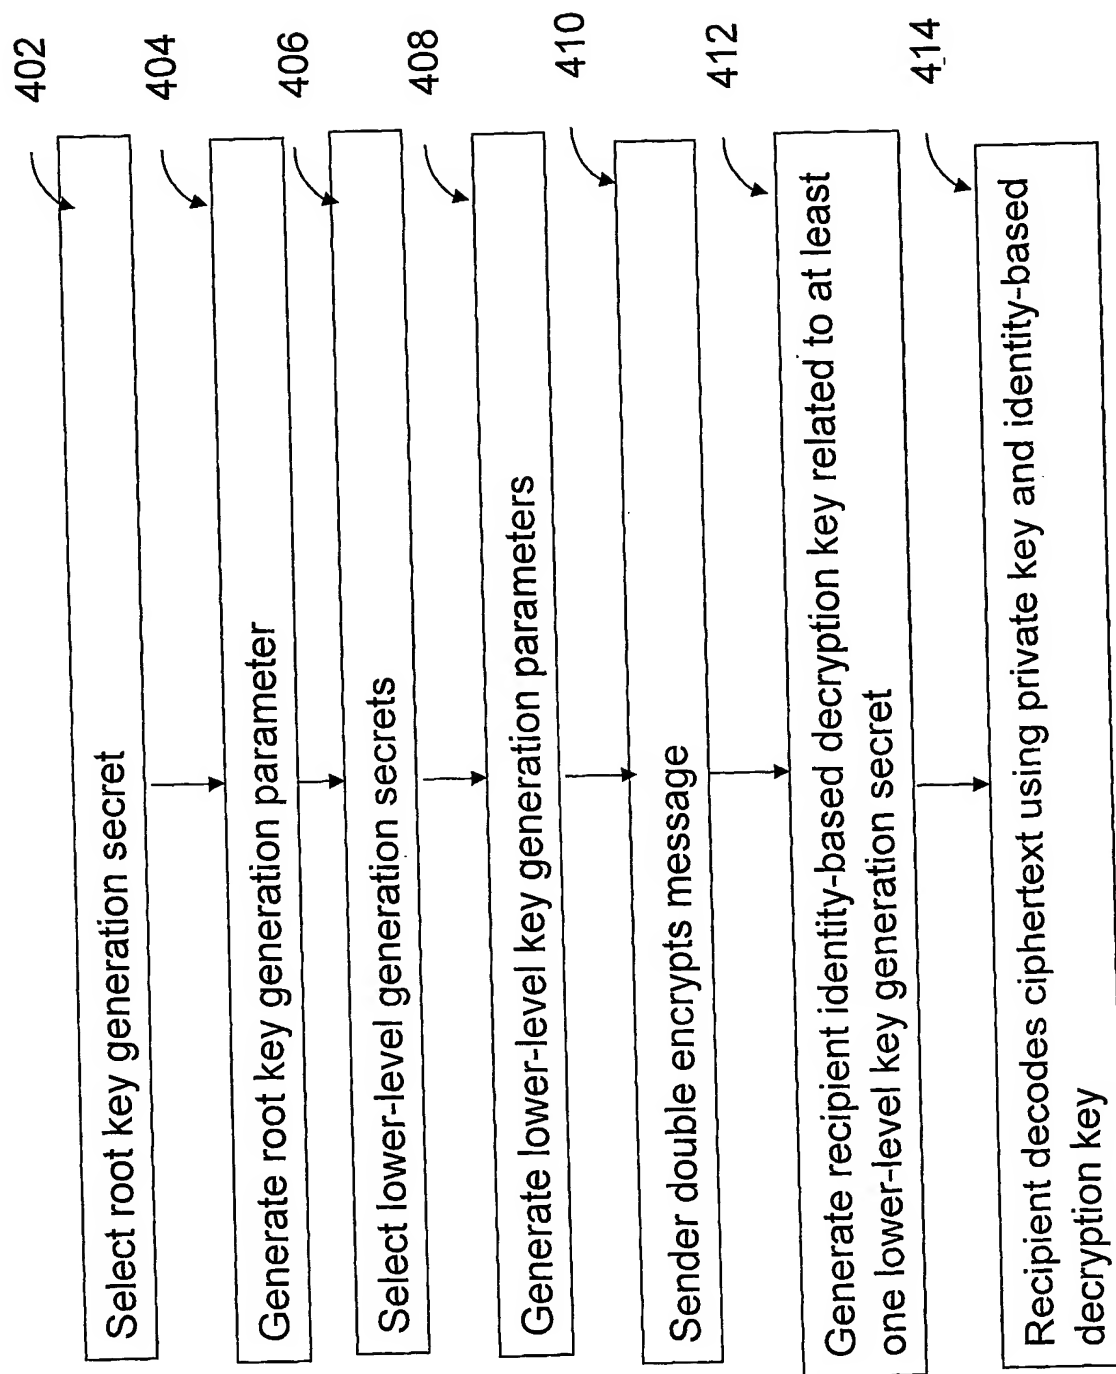 402
Select root key generation secret
404
Generate root key generation parameter
406
Select lower-level generation secrets
408
Generate lower-level key generation parameters
410
Sender double encrypts message
412
Generate recipient identity-based decryption key related to at least
one lower-level key generation secret
414
Recipient decodes ciphertext using private key and identity-based
decryption key